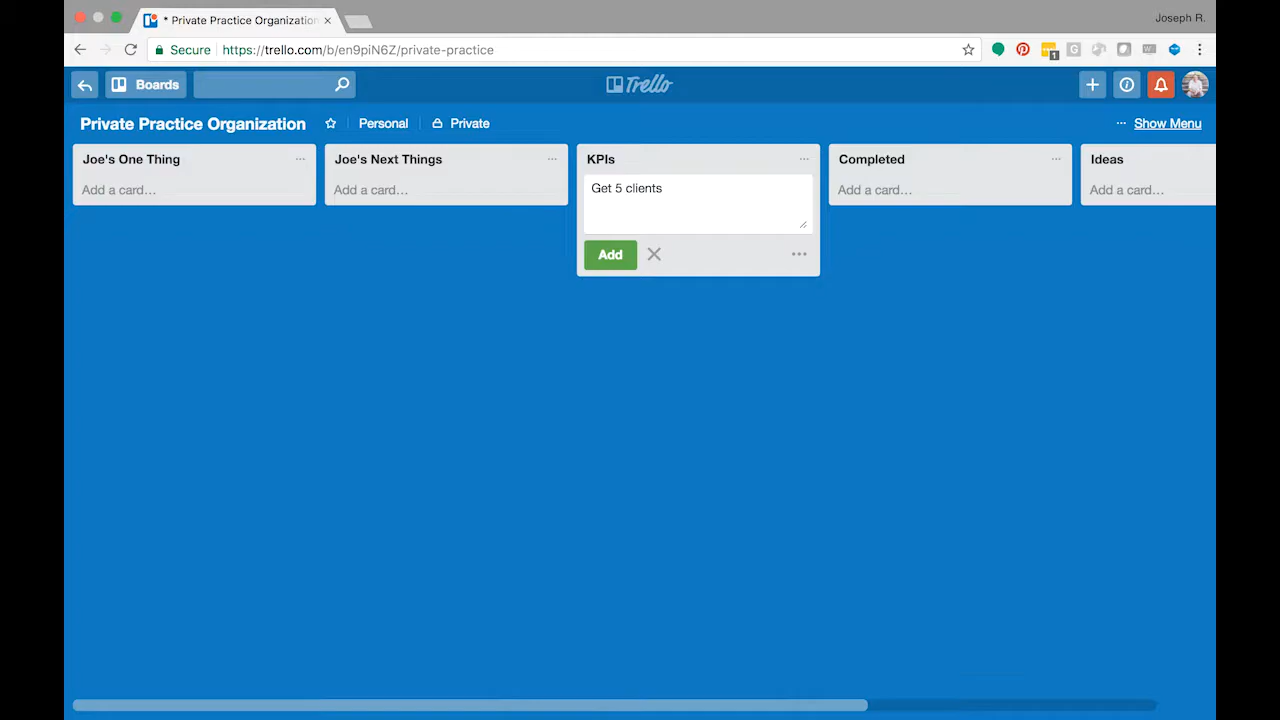 * Private Practice Organization
Joseph R.
Secure
https://trello.com/b/en9piN6Z/private-practice
1
G
W
Boards
Trello
Private Practice Organization
Personal
Private
Show Menu
Joe's One Thing
Add a card...
Joe's Next Things
Add a card...
KPIs
Get 5 clients
Add
Completed
Add a card...
Ideas
Add a card...